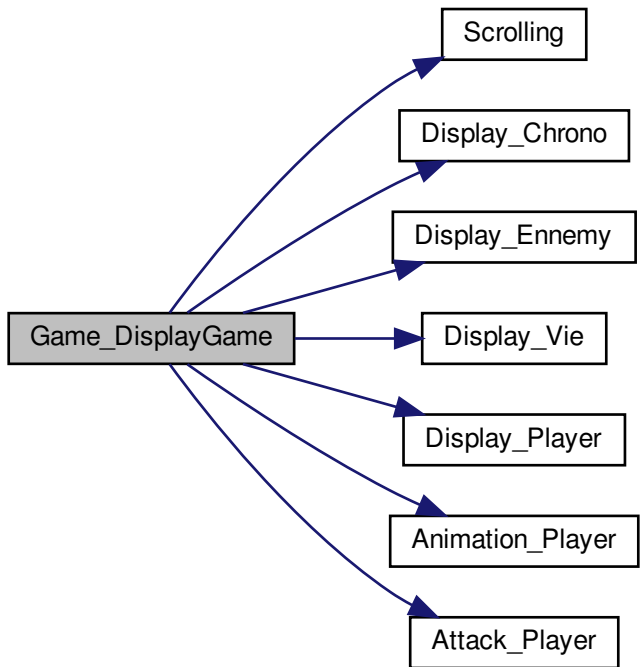 Scrolling
Display_Chrono
Display_Ennemy
Game_DisplayGame
Display_Vie
Display_Player
Animation_Player
Attack_Player